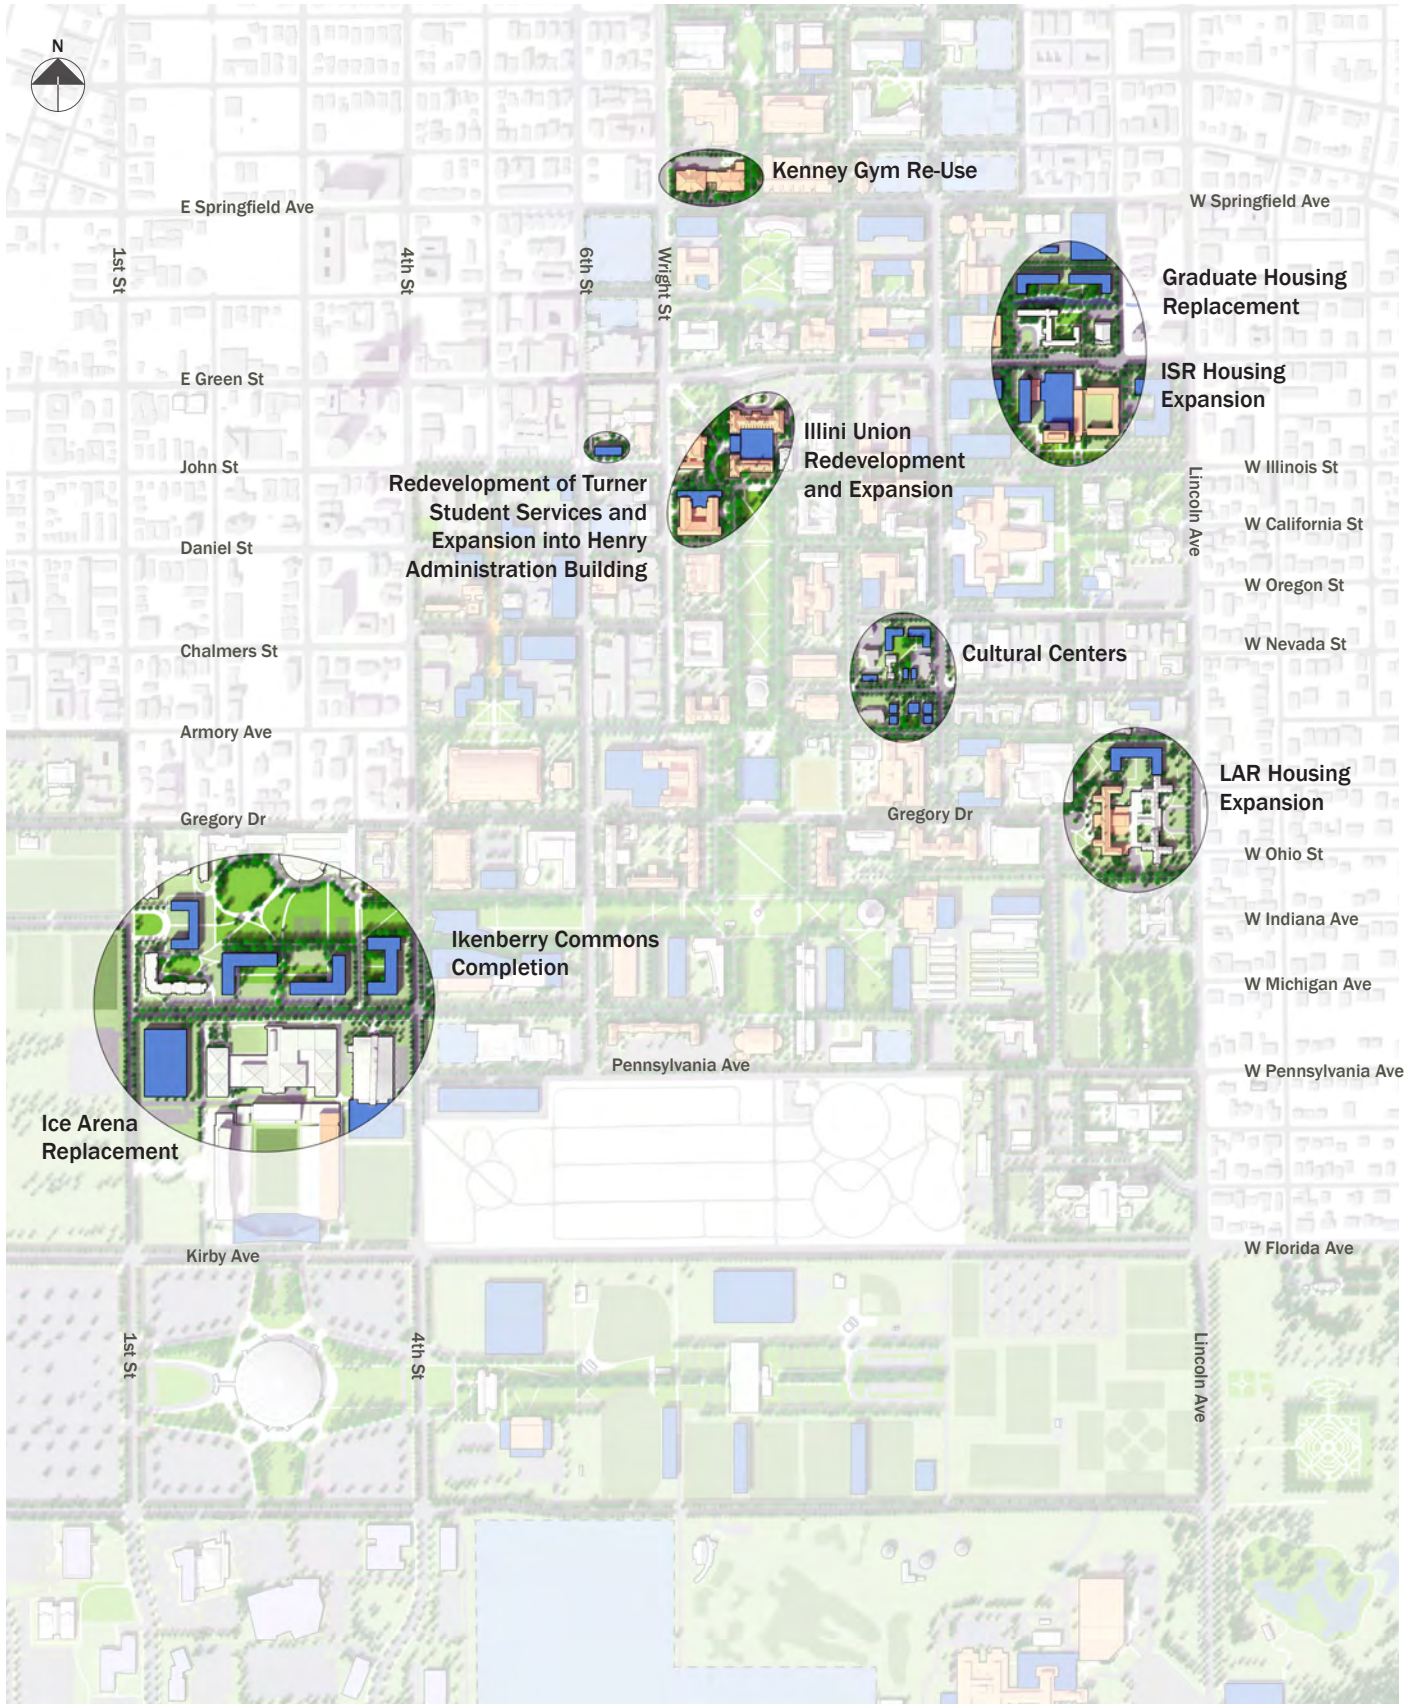 N
Kenney Gym Re-Use
E Springfield Ave
W Springfield Ave
1st St
4th St
6th St
Wright St
Graduate Housing
Replacement
E Green St
ISR Housing
Expansion
Illini Union
Redevelopment
and Expansion
John St
W Illinois St
Lincoln Ave
Redevelopment of Turner
Student Services and
Expansion into Henry
Administration Building
W California St
Daniel St
W Oregon St
Chalmers St
Cultural Centers
W Nevada St
Armory Ave
LAR Housing
Expansion
Gregory Dr
Gregory Dr
W Ohio St
W Indiana Ave
Ikenberry Commons
Completion
W Michigan Ave
Pennsylvania Ave
W Pennsylvania Ave
Ice Arena
Replacement
Kirby Ave
W Florida Ave
1st St
4th St
Lincoln Ave